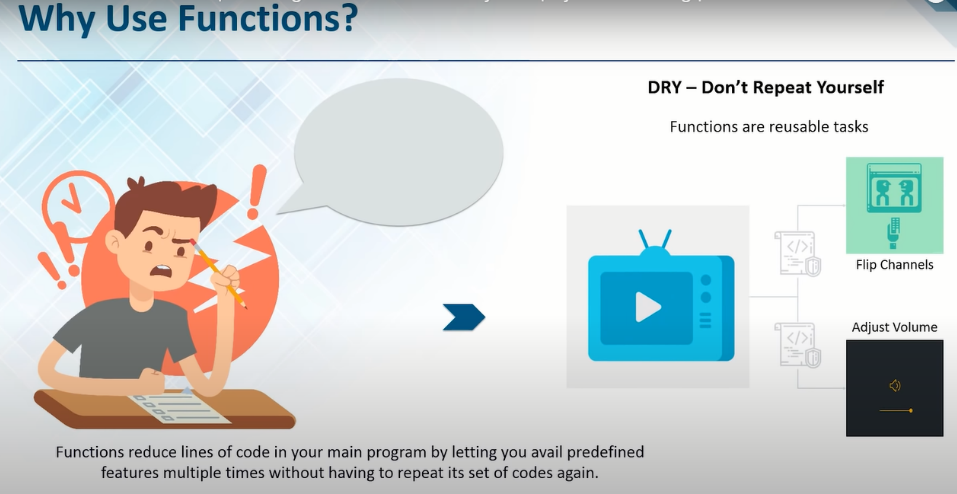 Why Use Functions?
DRY – Don't Repeat Yourself
Functions are reusable tasks
</>
Flip Channels
Adjust Volume
</>
Functions reduce lines of code in your main program by letting you avail predefined
features multiple times without having to repeat its set of codes again.